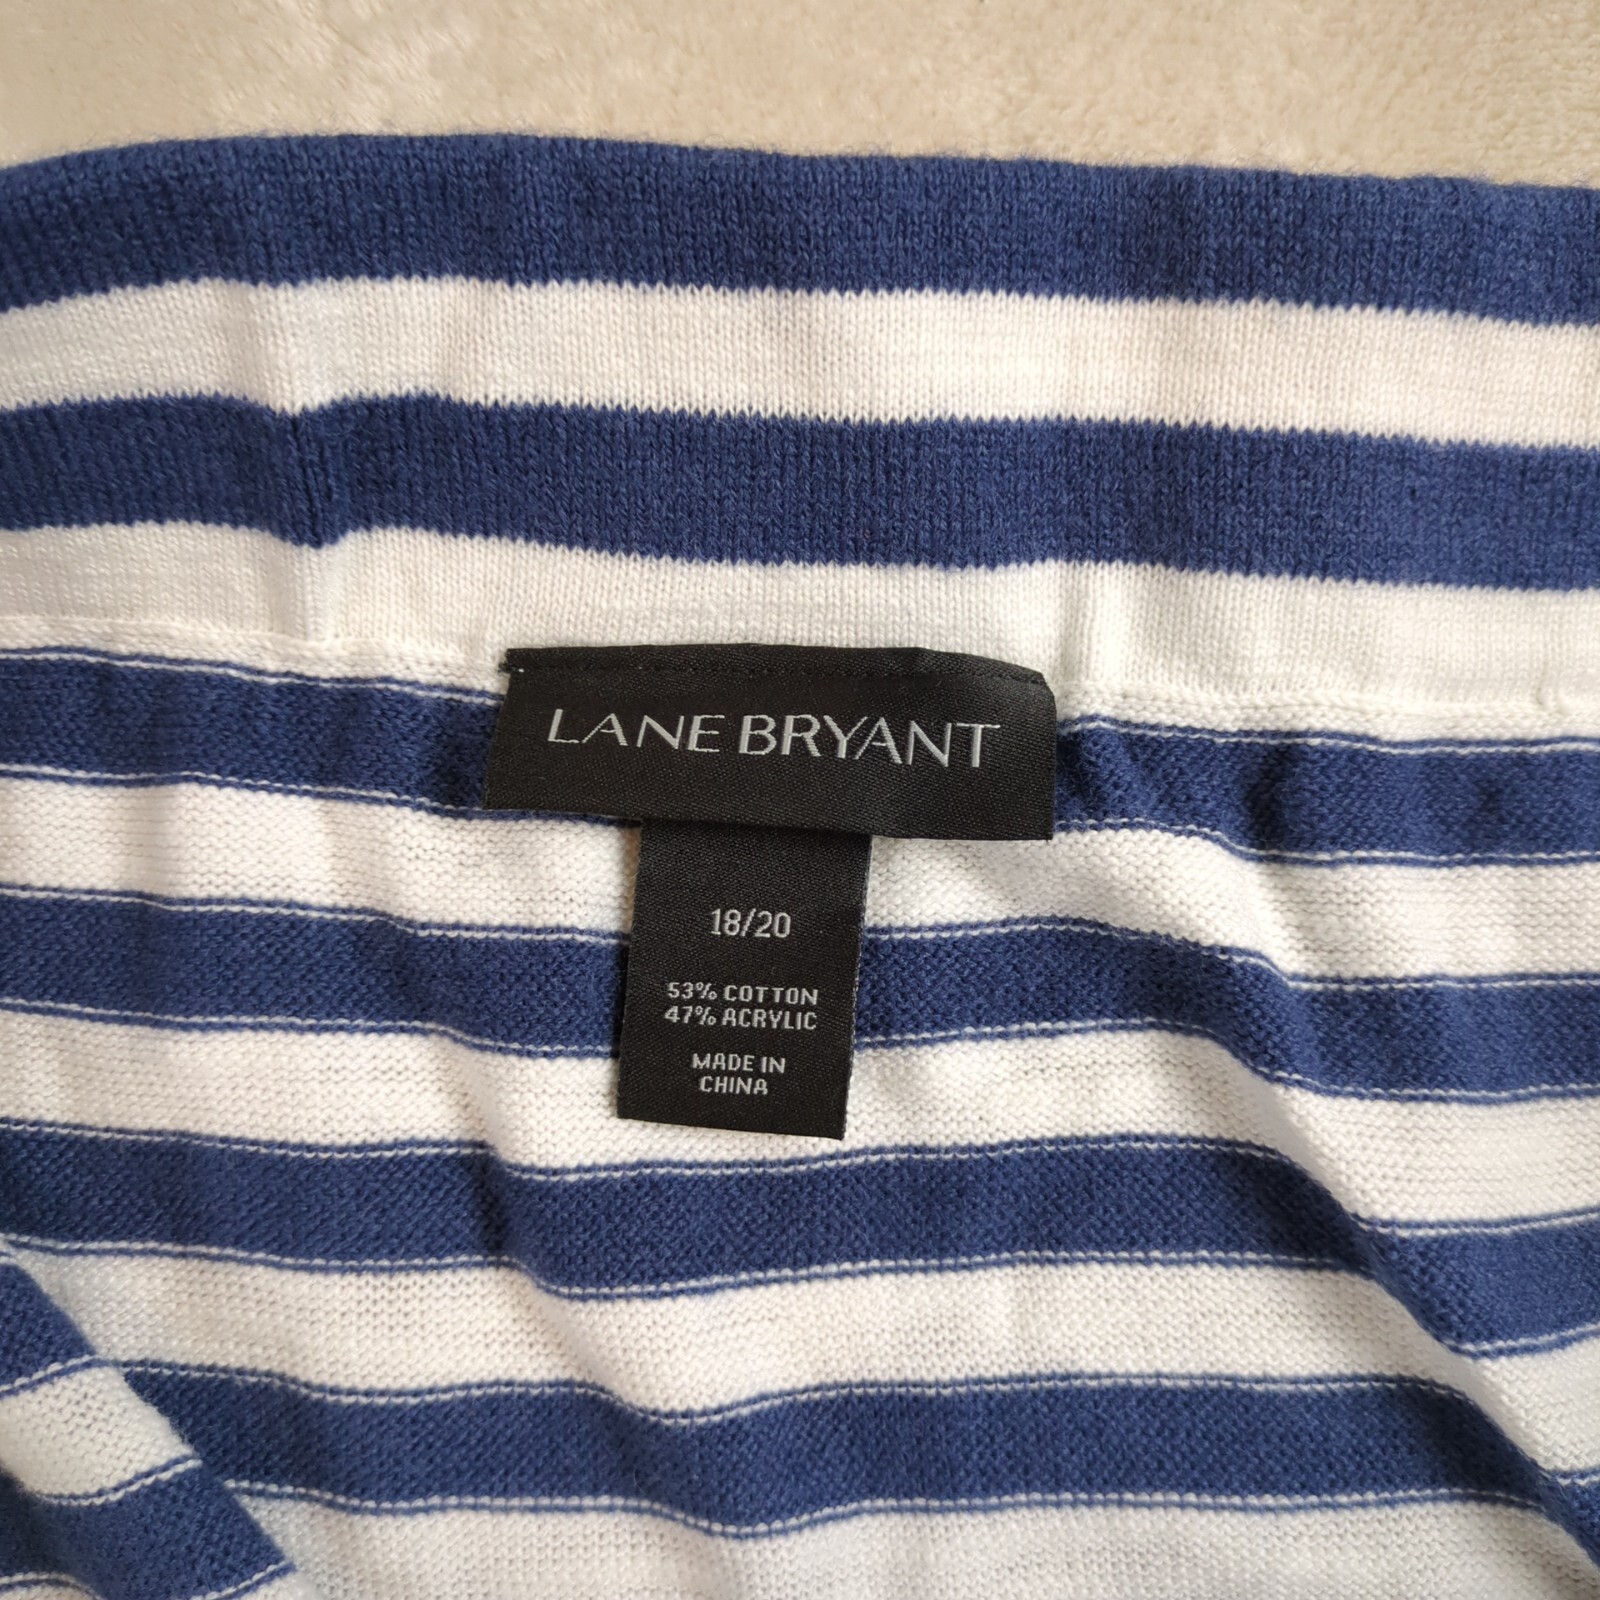 LANE BRYANT
18/20
53% COTTON
47% ACRYLIC
MADE IN
CHINA